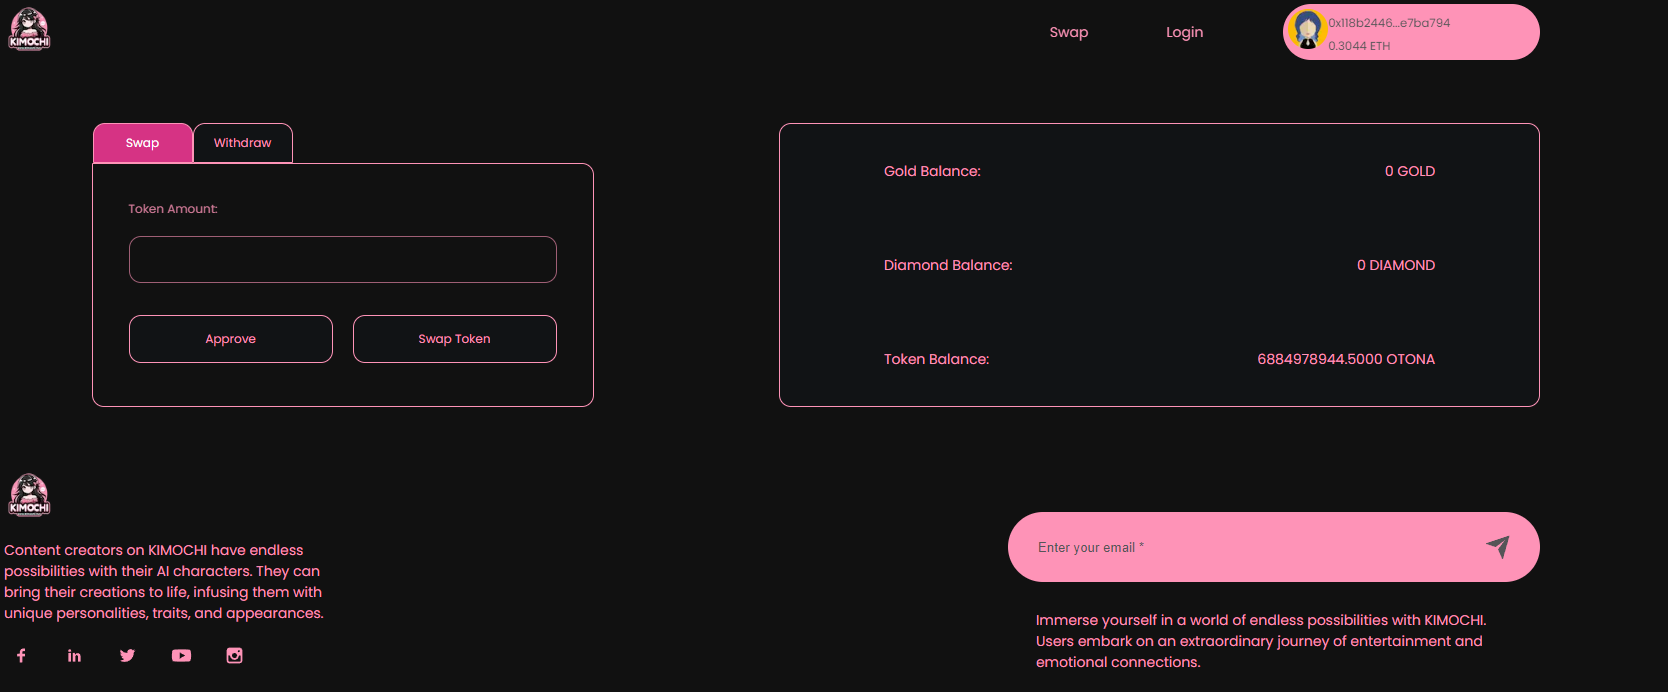 KIMOCHI
Swap
Login
0x118b2446...e7ba794
0.3044 ETH
Swap
Withdraw
Token Amount:
Approve
Swap Token
Gold Balance:
0 GOLD
Diamond Balance:
0 DIAMOND
Token Balance:
6884978944.5000 OTONA
KIMOCHI
Content creators on KIMOCHI have endless
possibilities with their AI characters. They can
bring their creations to life, infusing them with
unique personalities, traits, and appearances.
Enter your email *
Immerse yourself in a world of endless possibilities with KIMOCHI.
Users embark on an extraordinary journey of entertainment and
emotional connections.